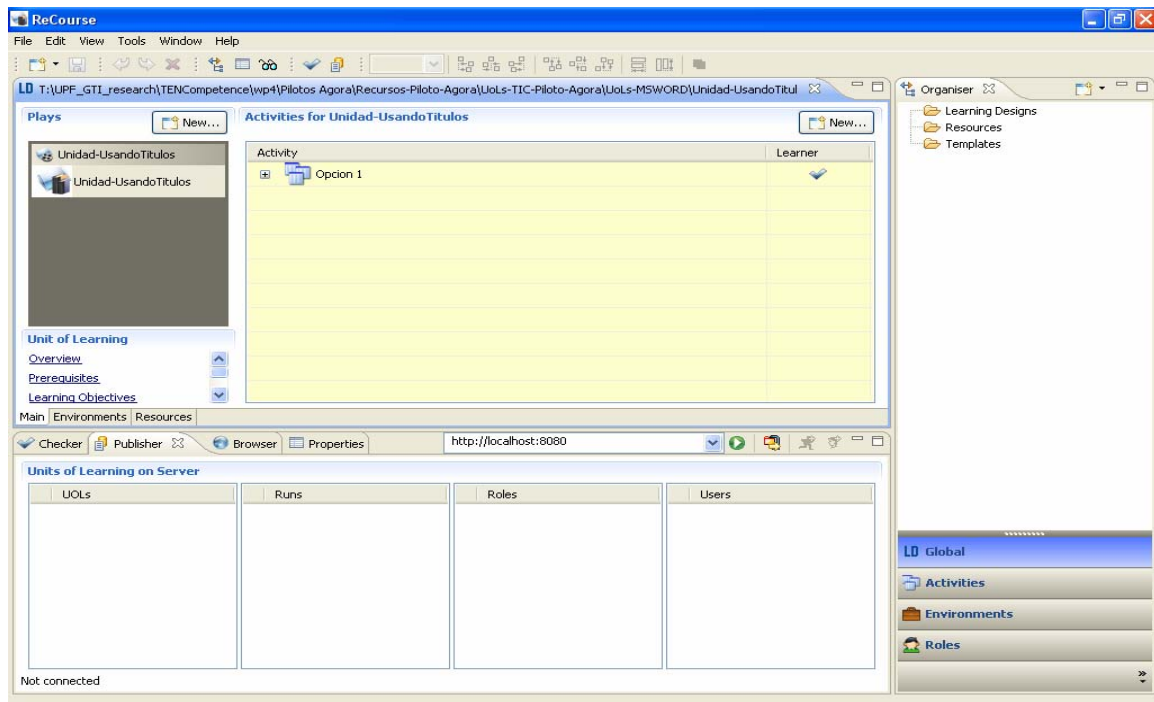 ReCourse
File Edit View Tools Window Help
LD T:\UPF_GTI_research\TENCompetence\wp4\Pilotos Agora\Recursos-Piloto-Agora\UoLs-TIC-Piloto-Agora\UoLs-MSWORD\Unidad-UsandoTitul
Organiser
Plays
New...
Activities for Unidad-UsandoTitulos
New...
Learning Designs
Resources
Templates
Unidad-UsandoTitulos
Unidad-UsandoTitulos
Activity Learner
Opcion 1
Unit of Learning
Overview
Prerequisites
Learning Objectives
Main Environments Resources
Checker Publisher Browser Properties http://localhost:8080
Units of Learning on Server
UOLs Runs Roles Users
Not connected
LD Global
Activities
Environments
Roles